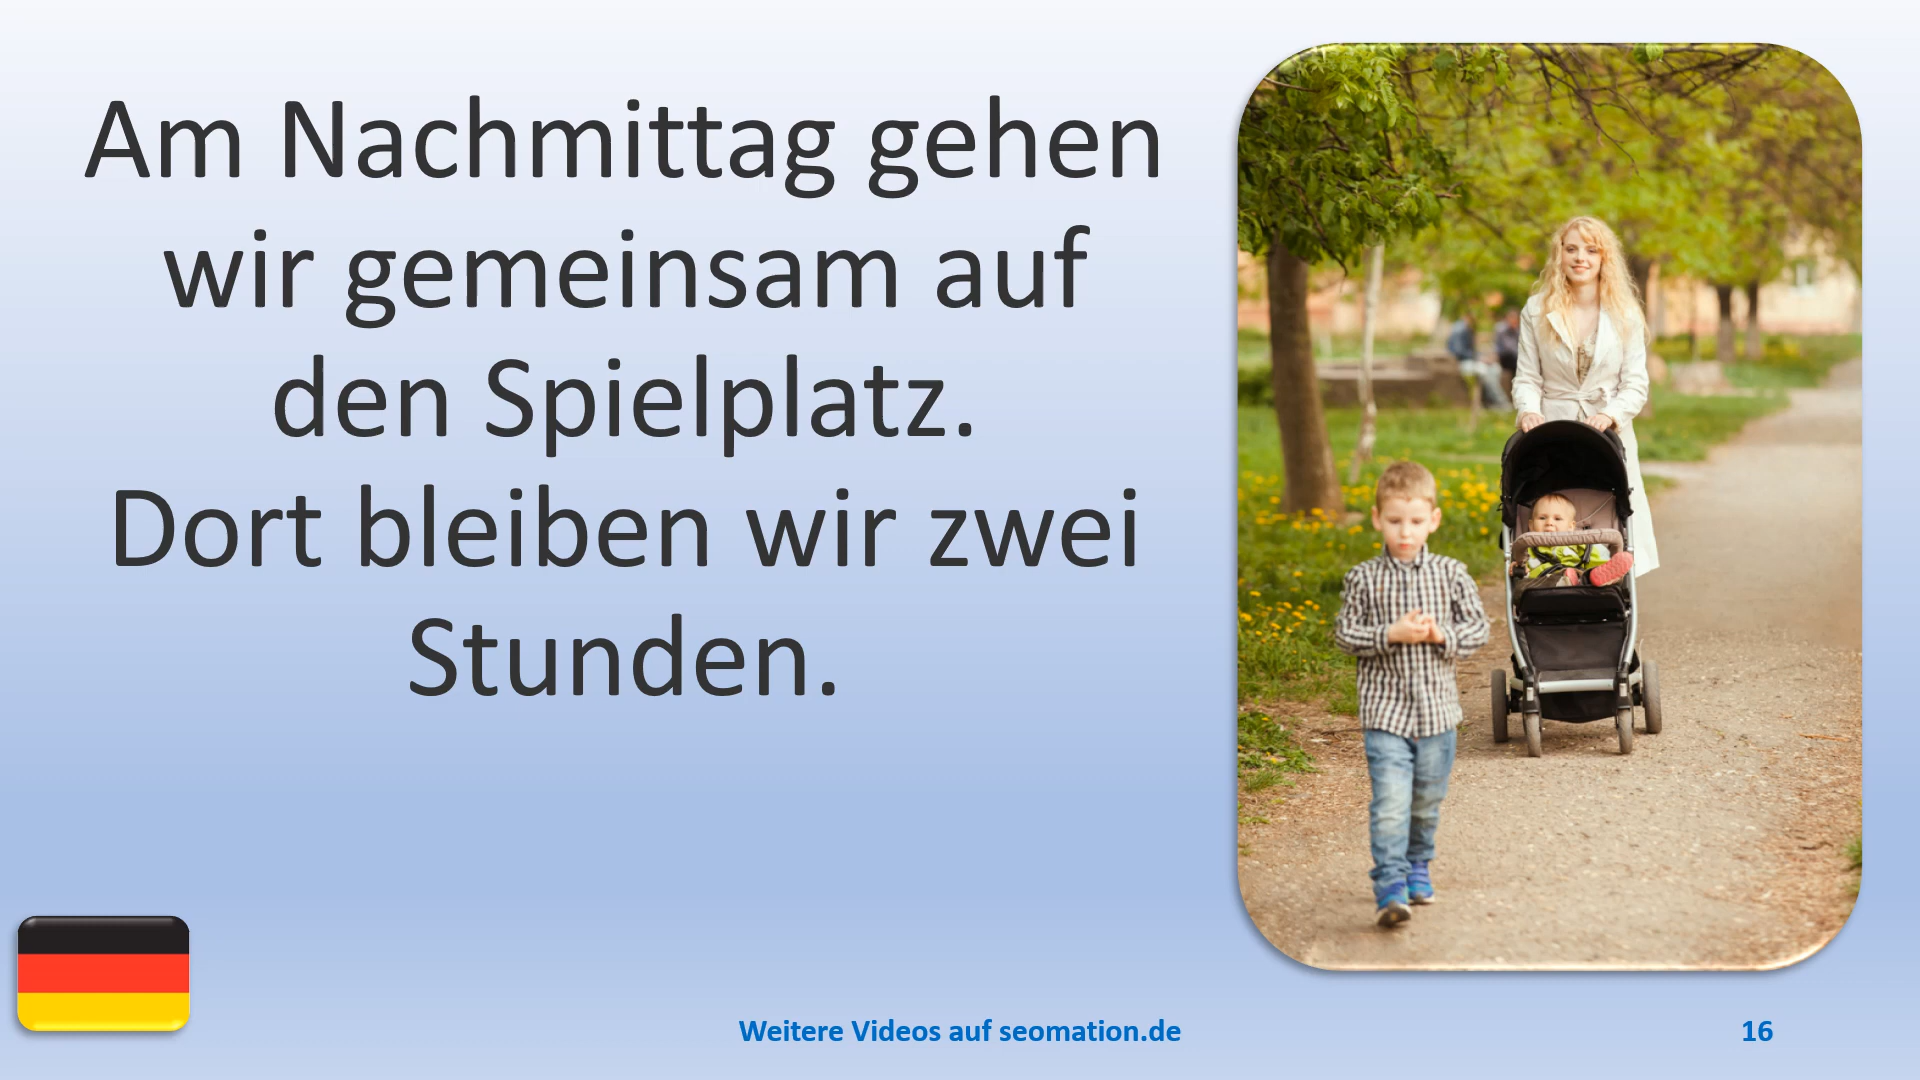 Am Nachmittag gehen
wir gemeinsam auf
den Spielplatz.
Dort bleiben wir zwei
Stunden.
Weitere Videos auf seomation.de
16